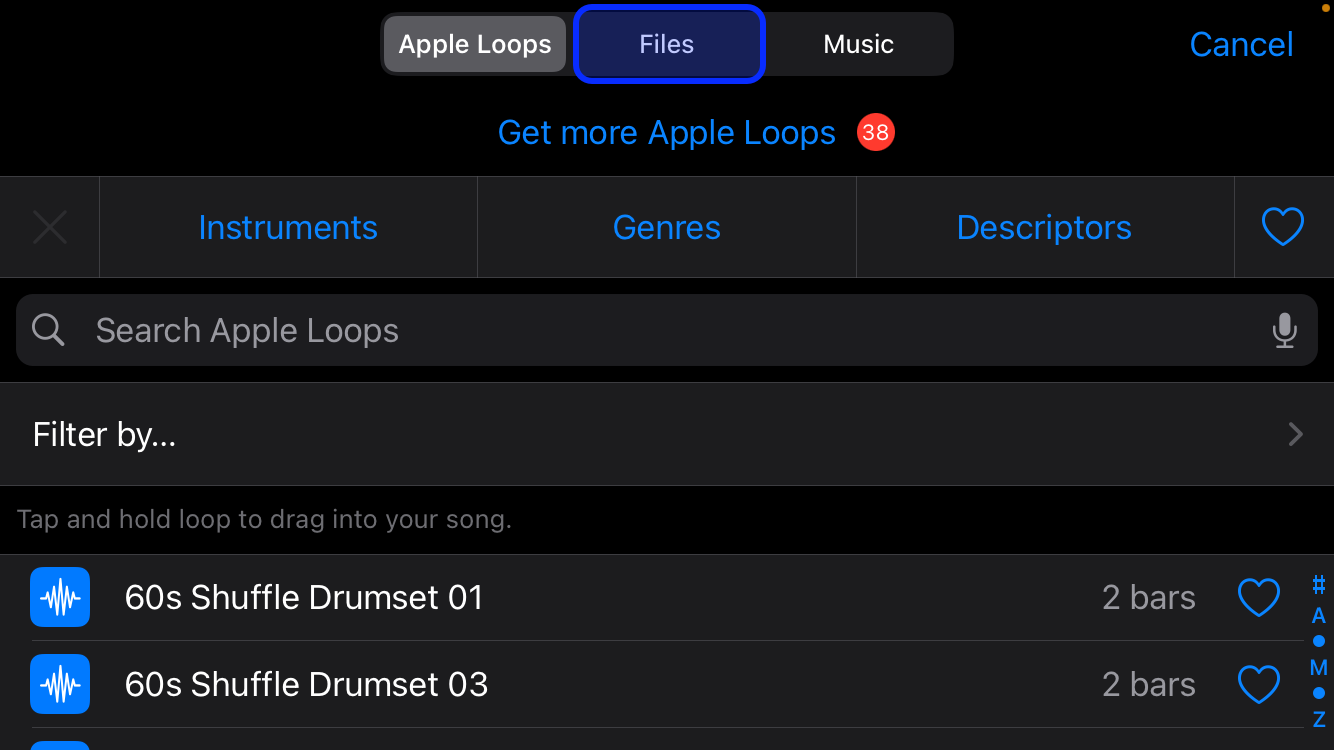 Apple Loops Files Music Cancel
Get more Apple Loops 38
Instruments Genres Descriptors
Search Apple Loops
Filter by...
Tap and hold loop to drag into your song.
60s Shuffle Drumset 01 2 bars
60s Shuffle Drumset 03 2 bars
#
A
M
Z